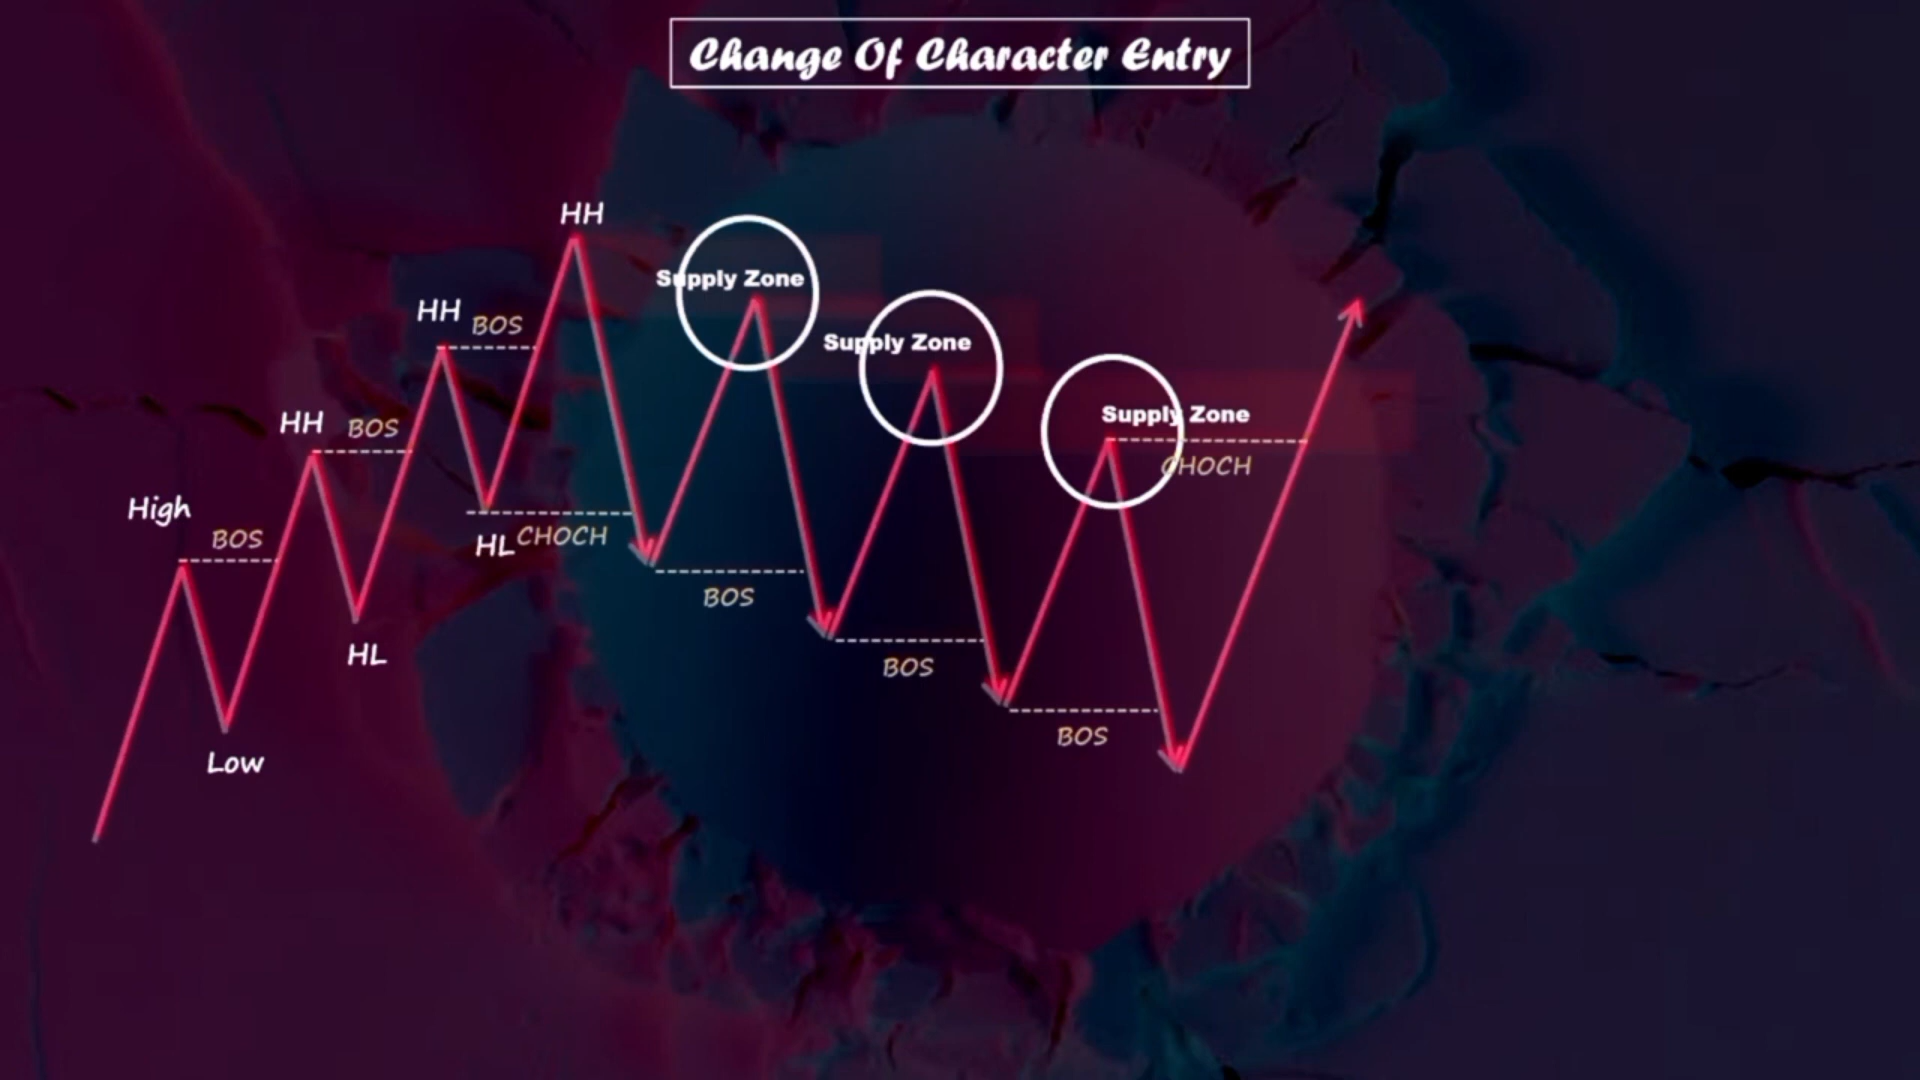 Change Of Character Entry
HH
Supply Zone
HH
BOS
Supply Zone
HH
BOS
Supply Zone
CHOCH
High
BOS
HL
CHOCH
BOS
HL
BOS
BOS
Low